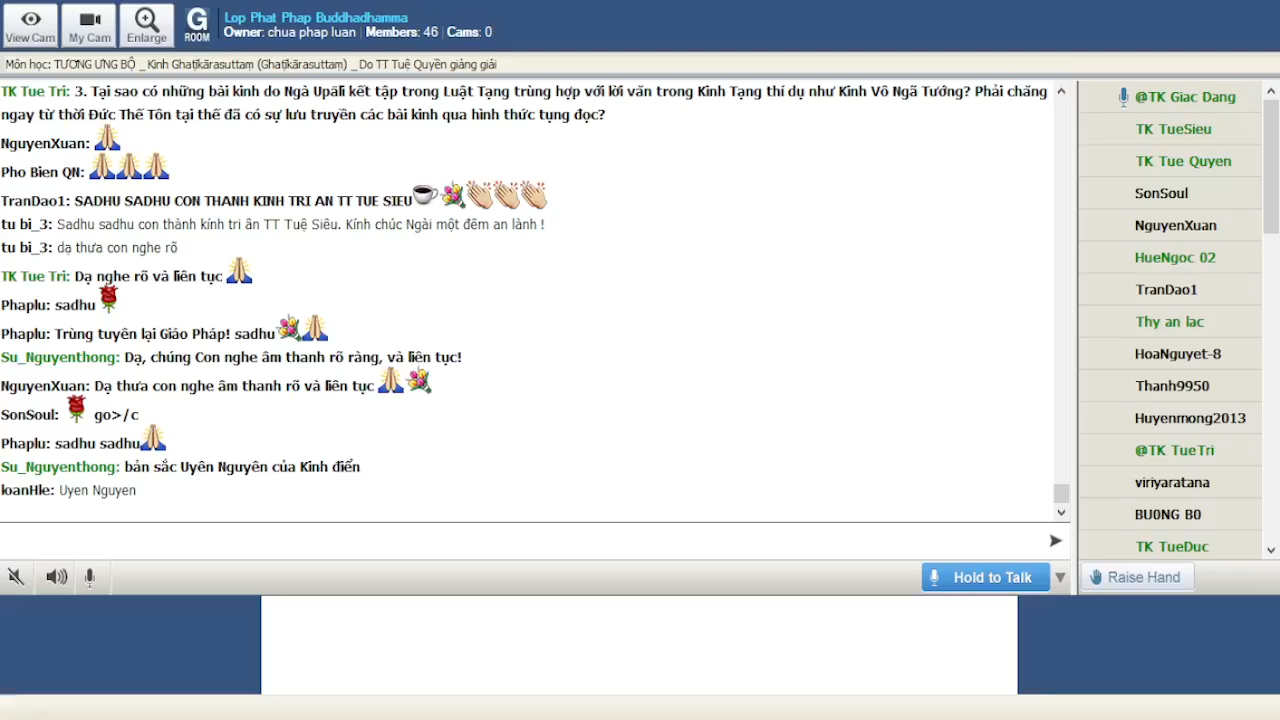 View Cam
My Cam
Enlarge
G
ROOM
Lop Phat Phap Buddhadhamma
Owner: chua phap luan | Members: 46 | Cams: 0
Môn học: TƯƠNG ƯNG BỘ _ Kinh Ghaṭīkārasuttaṃ (Ghaṭīkārasuttaṃ) _ Do TT Tuệ Quyền giảng giải
TK Tue Tri: 3. Tại sao có những bài kinh do Ngà Upāli kết tập trong Luật Tạng trùng hợp với lời văn trong Kinh Tạng thí dụ như Kinh Vô Ngã Tướng? Phải chăng
ngay từ thời Đức Thế Tôn tại thế đã có sự lưu truyền các bài kinh qua hình thức tụng đọc?
NguyenXuan:
Pho Bien QN:
TranDao1: SADHU SADHU CON THANH KINH TRI AN TT TUE SIEU
tu bi_3: Sadhu sadhu con thành kính tri ân TT Tuệ Siêu. Kính chúc Ngài một đêm an lành !
tu bi_3: dạ thưa con nghe rõ
TK Tue Tri: Dạ nghe rõ và liên tục
Phaplu: sadhu
Phaplu: Trùng tuyên lại Giáo Pháp! sadhu
Su_Nguyenthong: Dạ, chúng Con nghe âm thanh rõ ràng, và liên tục!
NguyenXuan: Dạ thưa con nghe âm thanh rõ và liên tục
SonSoul: go>/c
Phaplu: sadhu sadhu
Su_Nguyenthong: bản sắc Uyên Nguyên của Kinh điển
loanHle: Uyen Nguyen
@TK Giac Dang
TK TueSieu
TK Tue Quyen
SonSoul
NguyenXuan
HueNgoc 02
TranDao1
Thy an lac
HoaNguyet-8
Thanh9950
Huyenmong2013
@TK TueTri
viriyaratana
BU0NG B0
TK TueDuc
Hold to Talk
Raise Hand